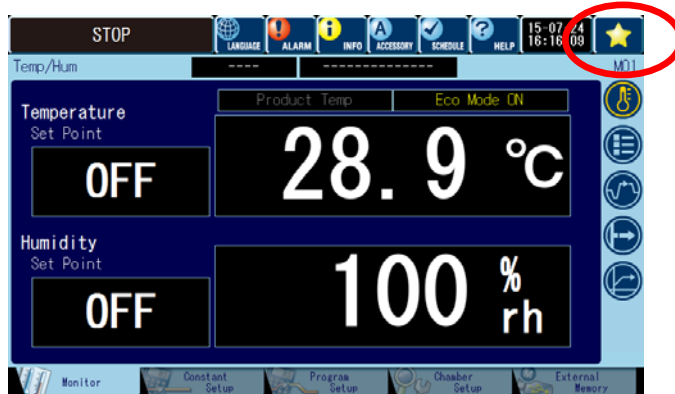 STOP
LANGUAGE ALARM INFO ACCESSORY SCHEDULE HELP
15-07-24
16:16:09
Temp/Hum ---- -------------- M01
Product Temp Eco Mode ON
Temperature
Set Point
OFF
28.9 °C
Humidity
Set Point
OFF
100 % rh
Monitor
Constant Setup
Program Setup
Chamber Setup
External Memory